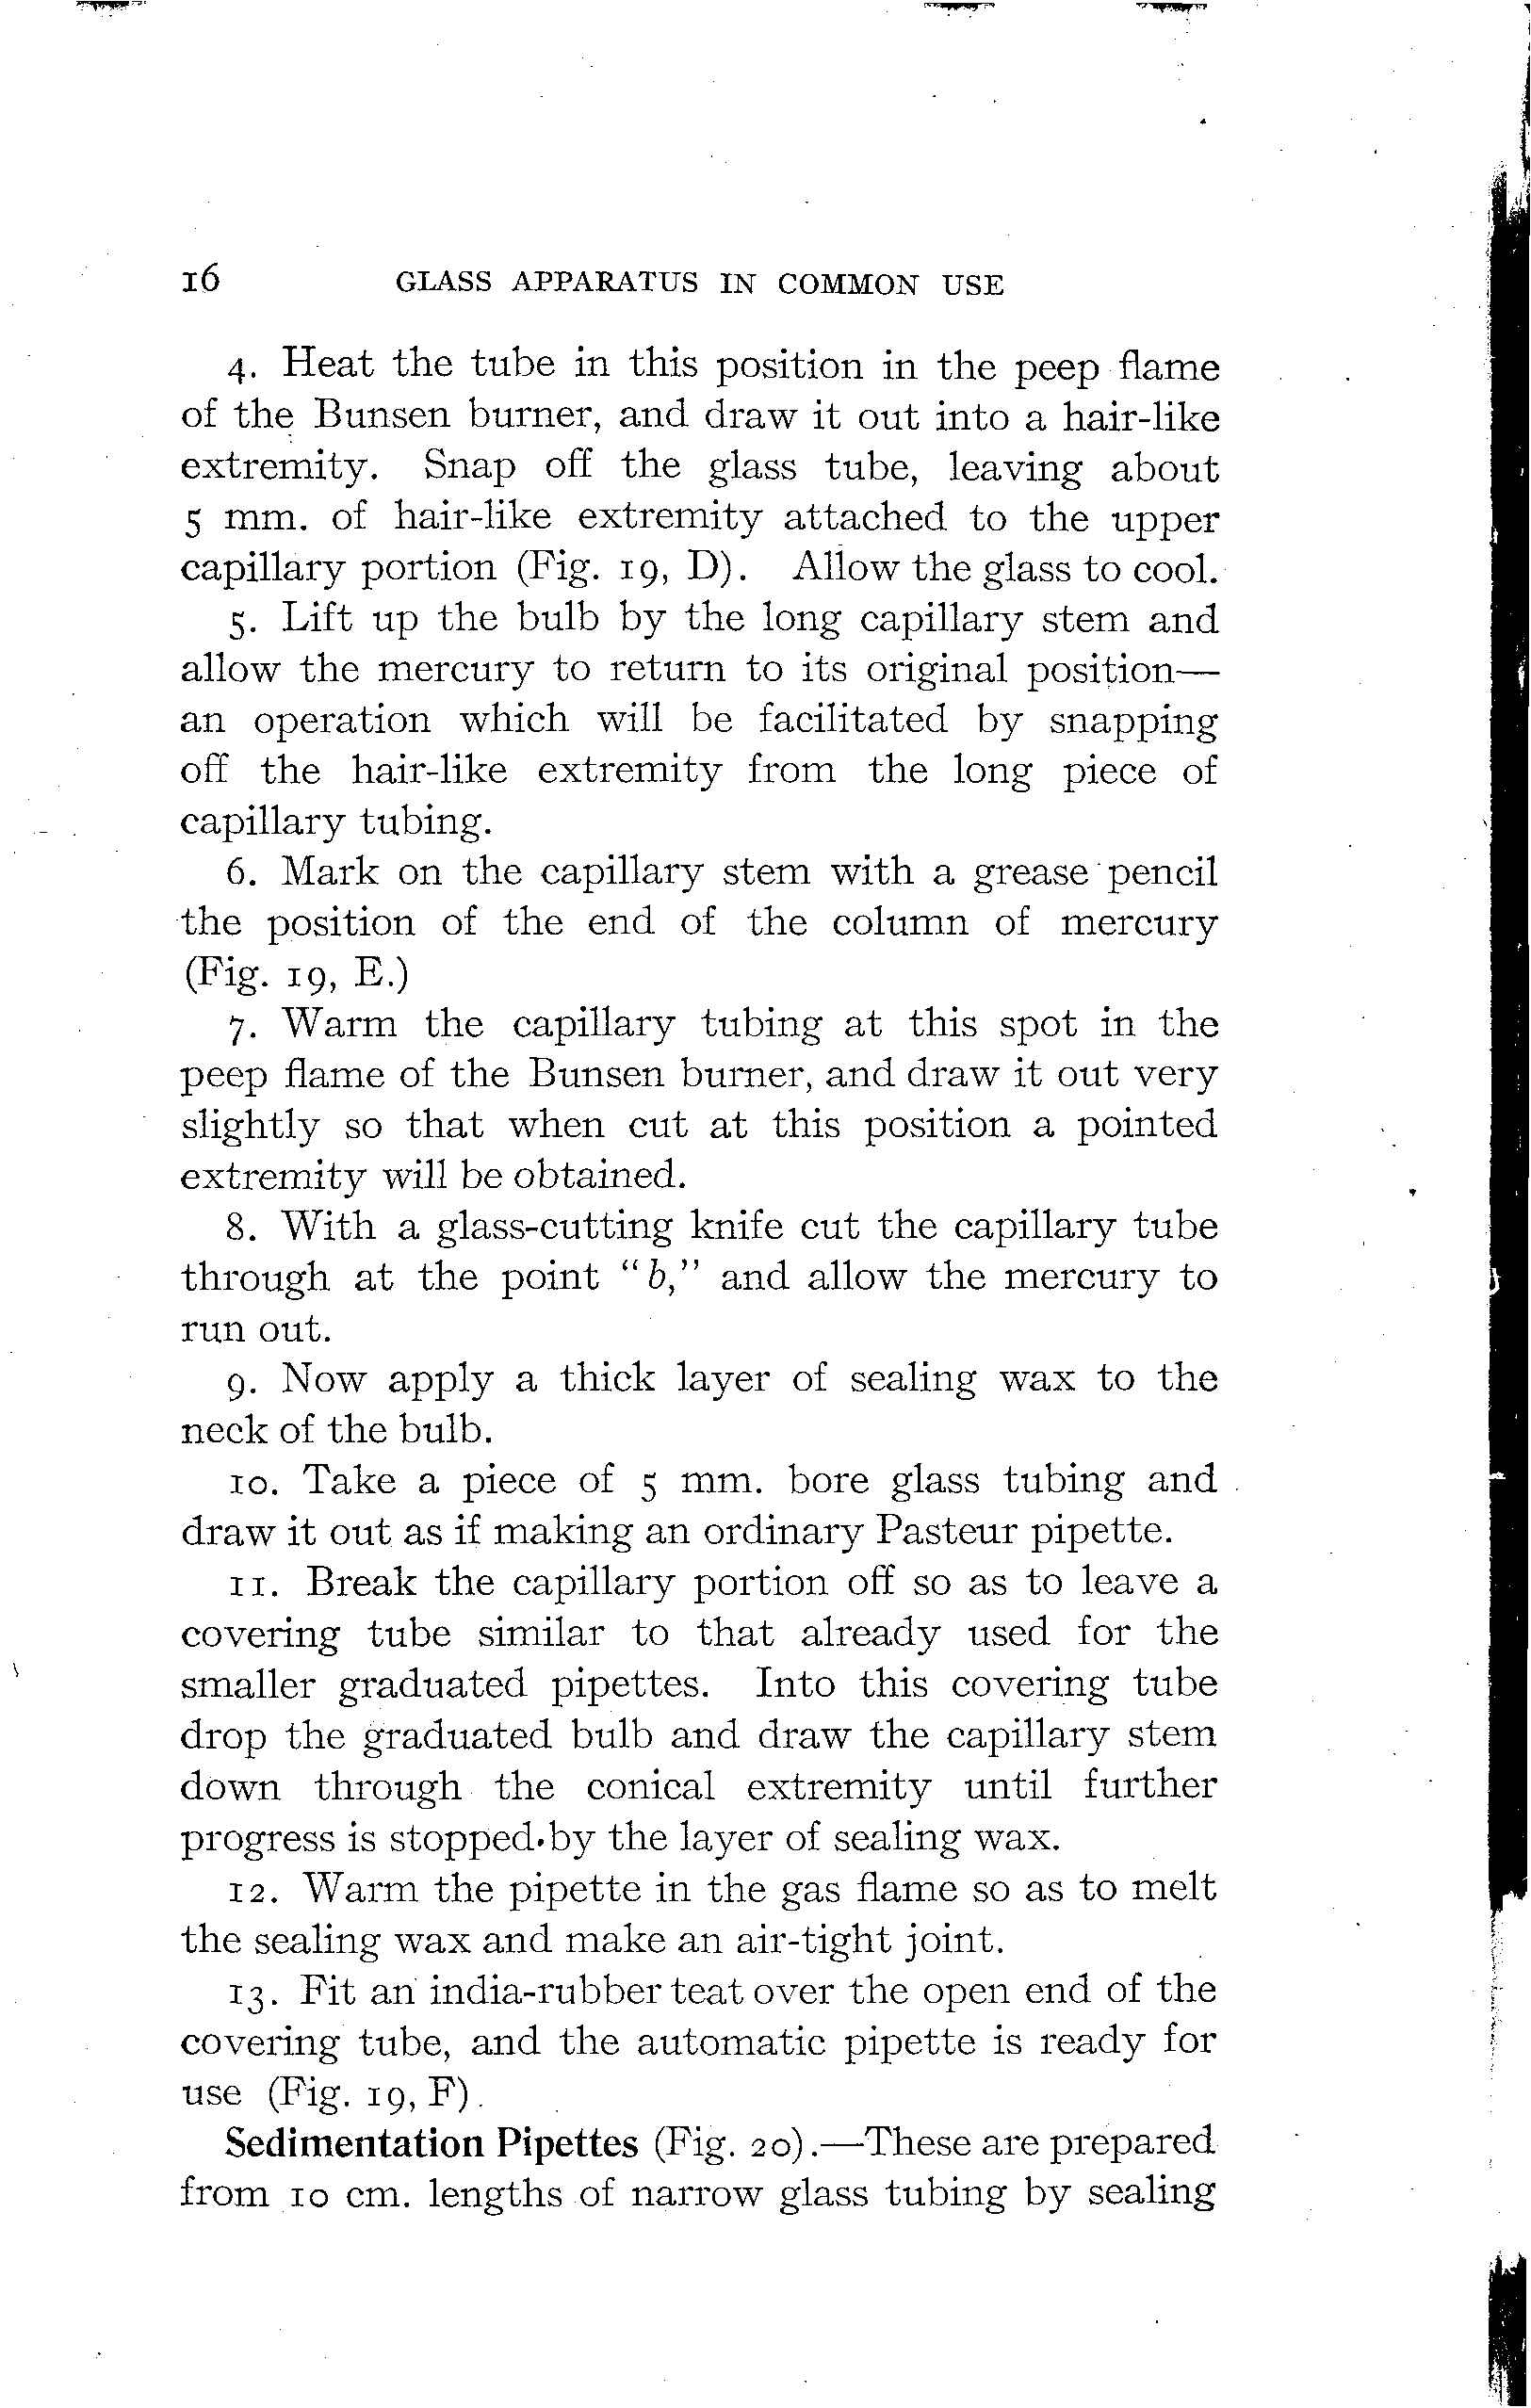 16 GLASS APPARATUS IN COMMON USE
4. Heat the tube in this position in the peep flame
of the Bunsen burner, and draw it out into a hair-like
extremity. Snap off the glass tube, leaving about
5 mm. of hair-like extremity attached to the upper
capillary portion (Fig. 19, D). Allow the glass to cool.
5. Lift up the bulb by the long capillary stem and
allow the mercury to return to its original position—
an operation which will be facilitated by snapping
off the hair-like extremity from the long piece of
capillary tubing.
6. Mark on the capillary stem with a grease pencil
the position of the end of the column of mercury
(Fig. 19, E.)
7. Warm the capillary tubing at this spot in the
peep flame of the Bunsen burner, and draw it out very
slightly so that when cut at this position a pointed
extremity will be obtained.
8. With a glass-cutting knife cut the capillary tube
through at the point "b," and allow the mercury to
run out.
9. Now apply a thick layer of sealing wax to the
neck of the bulb.
10. Take a piece of 5 mm. bore glass tubing and
draw it out as if making an ordinary Pasteur pipette.
11. Break the capillary portion off so as to leave a
covering tube similar to that already used for the
smaller graduated pipettes. Into this covering tube
drop the graduated bulb and draw the capillary stem
down through the conical extremity until further
progress is stopped by the layer of sealing wax.
12. Warm the pipette in the gas flame so as to melt
the sealing wax and make an air-tight joint.
13. Fit an india-rubber teat over the open end of the
covering tube, and the automatic pipette is ready for
use (Fig. 19, F).
Sedimentation Pipettes (Fig. 20).—These are prepared
from 10 cm. lengths of narrow glass tubing by sealing